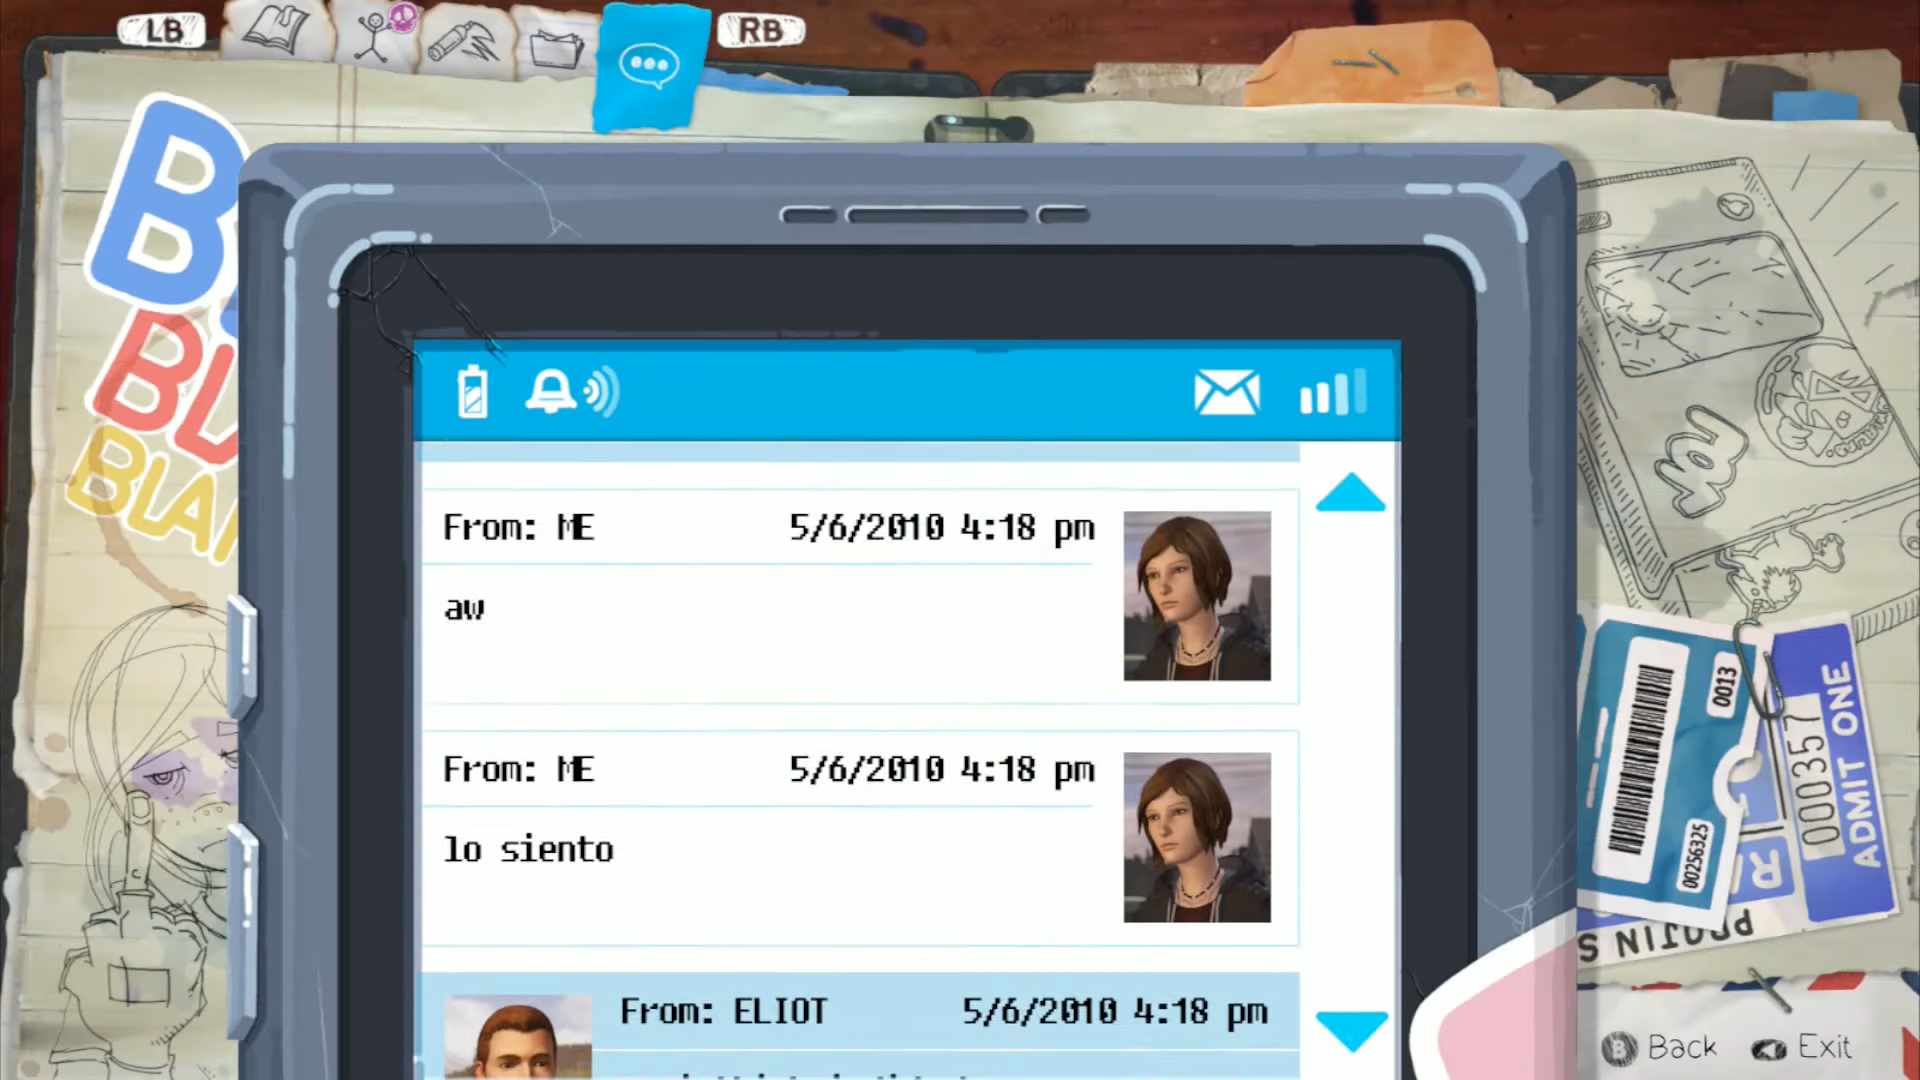 LB
RB
From: ME 5/6/2010 4:18 pm
aw
From: ME 5/6/2010 4:18 pm
lo siento
From: ELIOT 5/6/2010 4:18 pm
0013
00256325
000357
ADMIT ONE
B Back
Exit